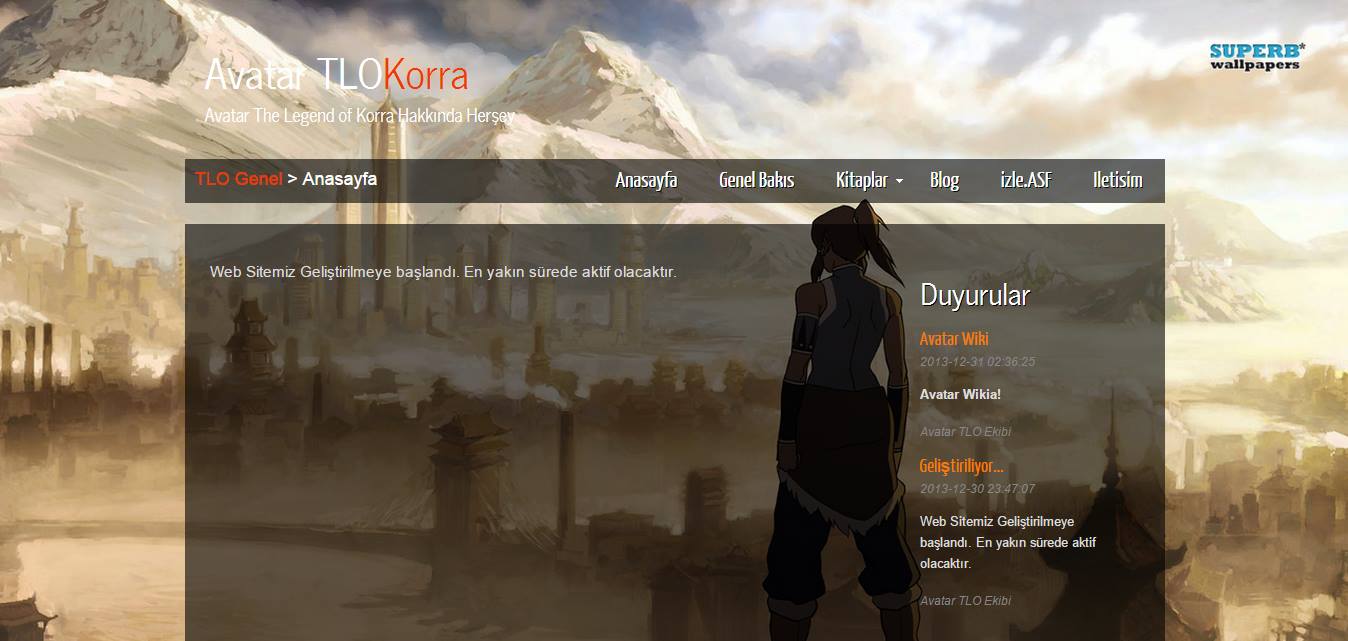 SUPERB*
wallpapers
Avatar TLOKorra
Avatar The Legend of Korra Hakkında Herşey
TLO Genel > Anasayfa
Anasayfa Genel Bakıs Kitaplar Blog izle.ASF Iletisim
Web Sitemiz Geliştirilmeye başlandı. En yakın sürede aktif olacaktır.
Duyurular
Avatar Wiki
2013-12-31 02:36:25
Avatar Wikia!
Avatar TLO Ekibi
Geliştiriliyor...
2013-12-30 23:47:07
Web Sitemiz Geliştirilmeye
başlandı. En yakın sürede aktif
olacaktır.
Avatar TLO Ekibi